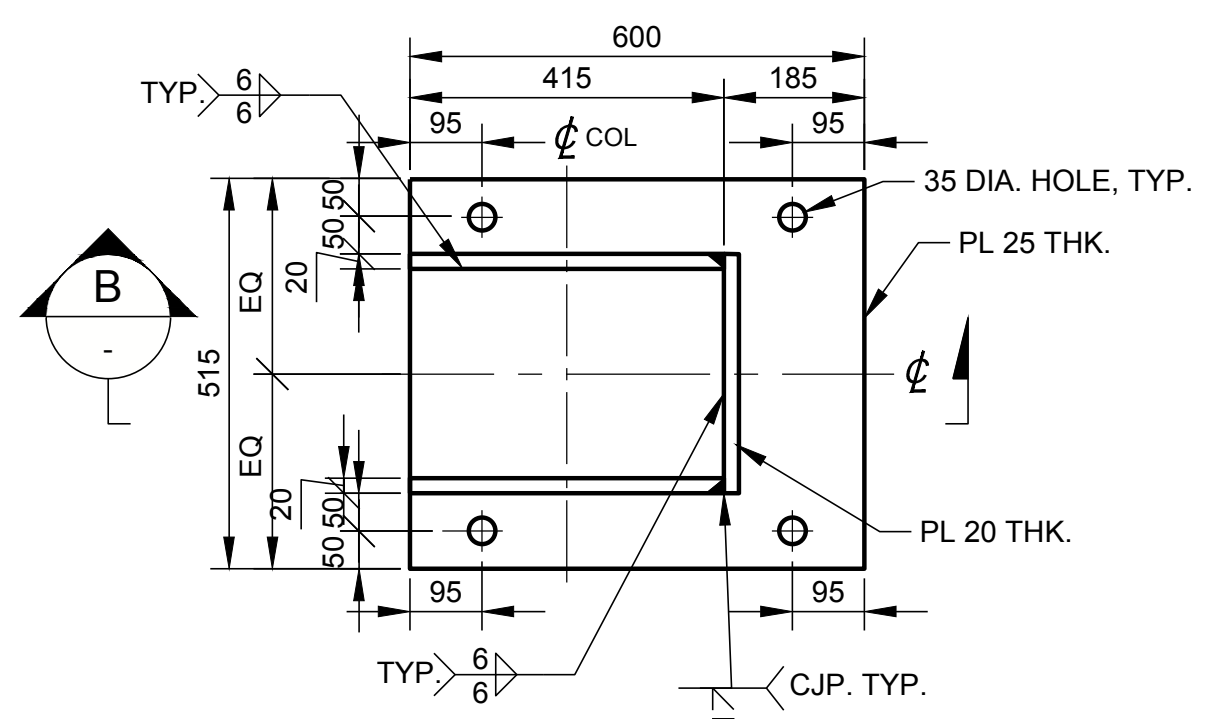 600
415
185
TYP.
6
6
95
℄ COL
95
50
50
20
EQ
515
EQ
20
50
50
35 DIA. HOLE, TYP.
PL 25 THK.
B
-
℄
PL 20 THK.
95
95
TYP.
6
6
CJP. TYP.